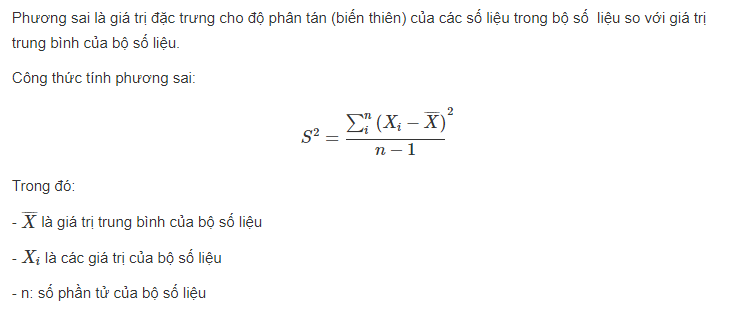 Phương sai là giá trị đặc trưng cho độ phân tán (biến thiên) của các số liệu trong bộ số liệu so với giá trị
trung bình của bộ số liệu.
Công thức tính phương sai:
$S^2 = \frac{\sum_i^n (X_i - \overline{X})^2}{n-1}$
Trong đó:
- $\overline{X}$ là giá trị trung bình của bộ số liệu
- $X_i$ là các giá trị của bộ số liệu
- n: số phần tử của bộ số liệu